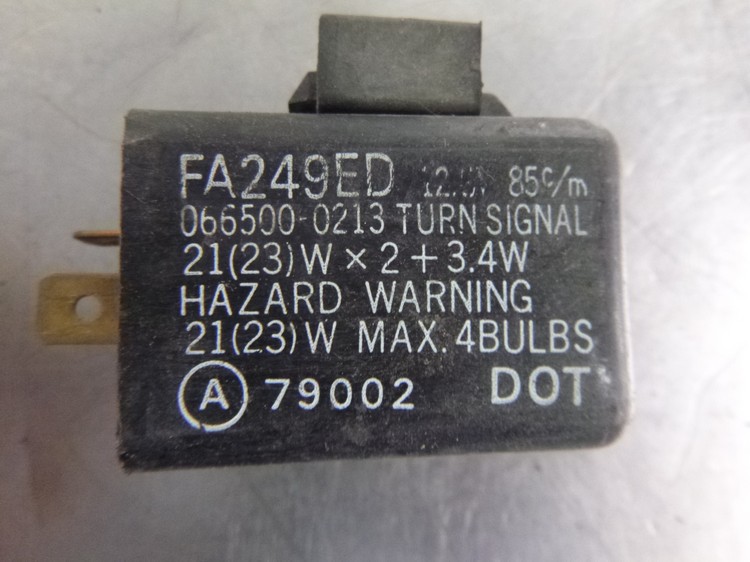 FA249ED 85c/m
066500-0213 TURN SIGNAL
21(23)W × 2 + 3.4W
HAZARD WARNING
21(23)W MAX. 4BULBS
A 79002 DOT